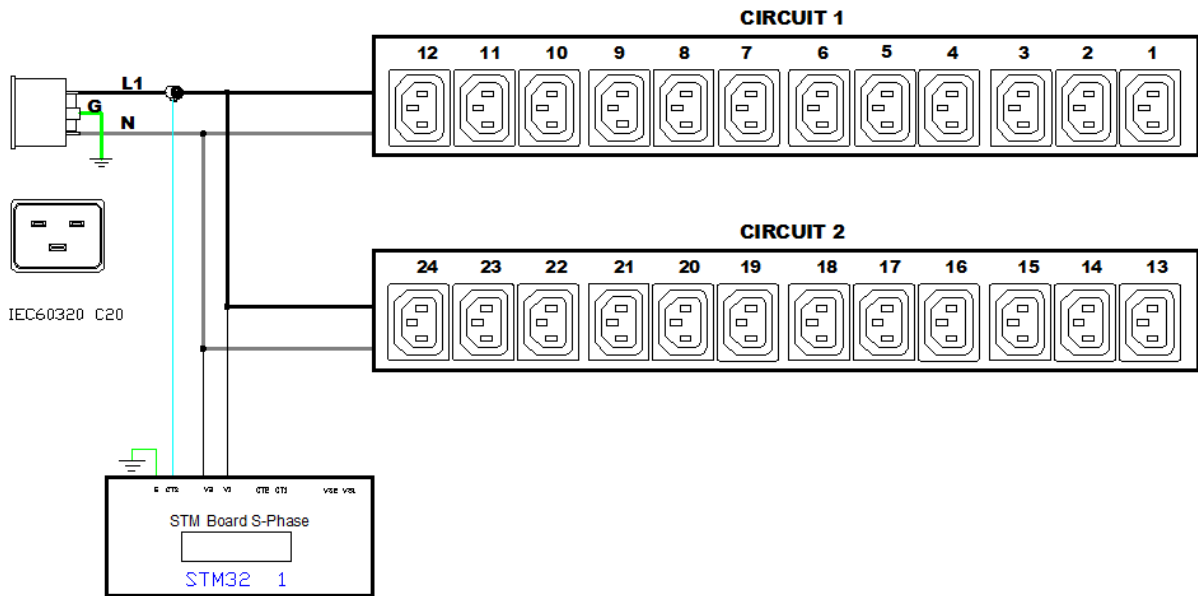 CIRCUIT 1
12 11 10 9 8 7 6 5 4 3 2 1
L1
G
N
CIRCUIT 2
24 23 22 21 20 19 18 17 16 15 14 13
IEC60320 C20
STM Board S-Phase
STM32 1